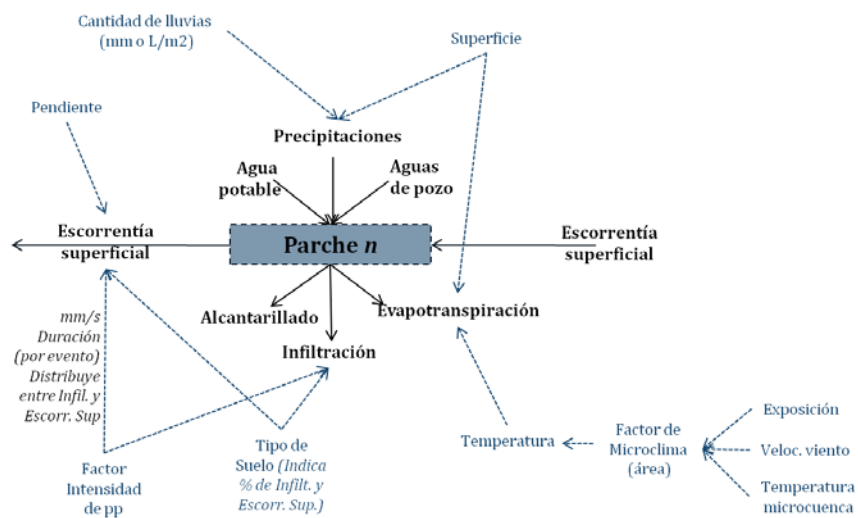 Cantidad de lluvias
(mm o L/m2)
Superficie
Pendiente
Precipitaciones
Agua
potable
Aguas
de pozo
Escorrentía
superficial
Parche n
Escorrentía
superficial
Alcantarillado
Evapotranspiración
Infiltración
mm/s
Duración
(por evento)
Distribuye
entre Infil. y
Escorr. Sup
Factor
Intensidad
de pp
Tipo de
Suelo (Indica
% de Infilt. y
Escorr. Sup.)
Temperatura
Factor de
Microclima
(área)
Exposición
Veloc. viento
Temperatura
microcuenca